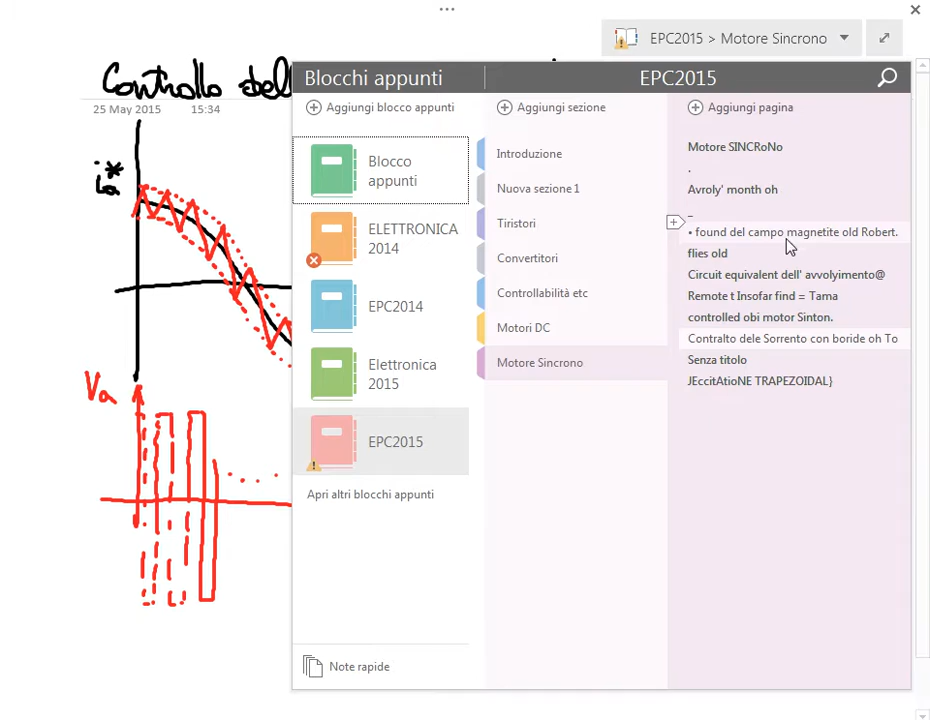 EPC2015 > Motore Sincrono
Controllo del
25 May 2015 15:34
ia*
Va
Blocchi appunti
EPC2015
Aggiungi blocco appunti
Aggiungi sezione
Aggiungi pagina
Blocco
appunti
ELETTRONICA
2014
EPC2014
Elettronica
2015
EPC2015
Apri altri blocchi appunti
Note rapide
Introduzione
Nuova sezione 1
Tiristori
Convertitori
Controllabilità etc
Motori DC
Motore Sincrono
Motore SINCRoNo
.
Avroly' month oh
_
• found del campo magnetite old Robert.
flies old
Circuit equivalent dell' avvolyimento@
Remote t Insofar find = Tama
controlled obi motor Sinton.
Contralto dele Sorrento con boride oh To
Senza titolo
JEccitAtioNE TRAPEZOIDAL}